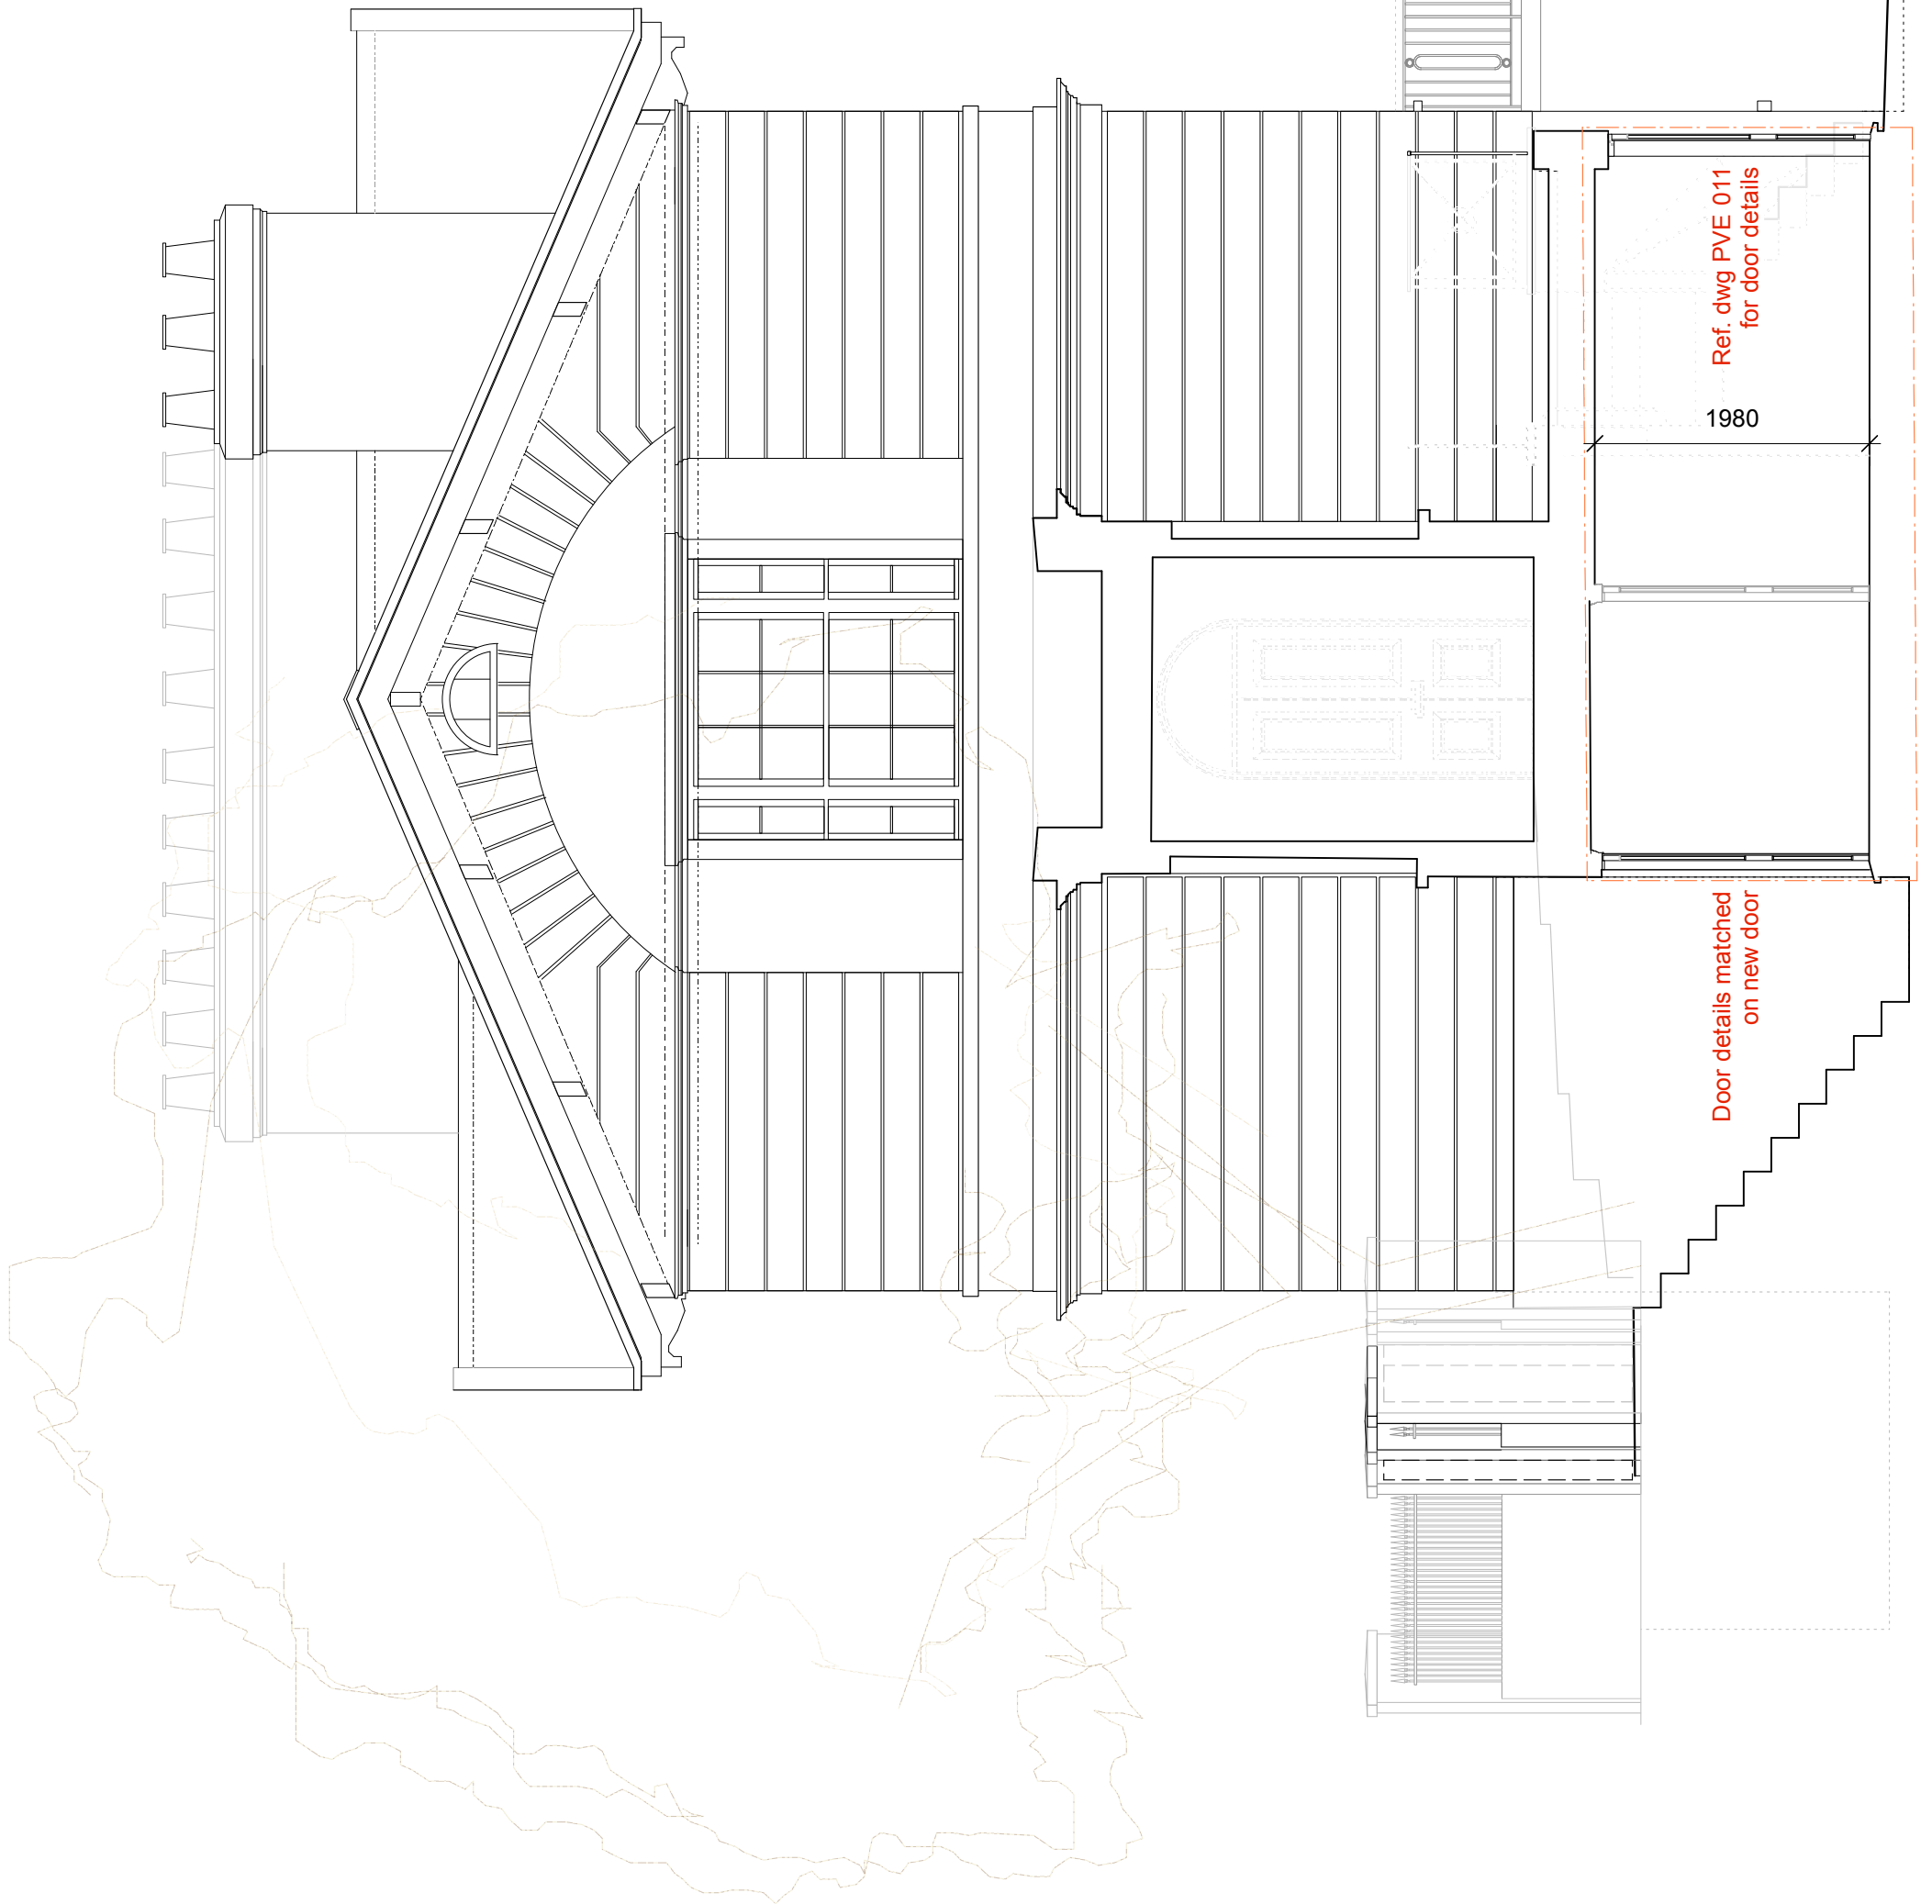 Door details matched
on new door
1980
Ref. dwg PVE 011
for door details